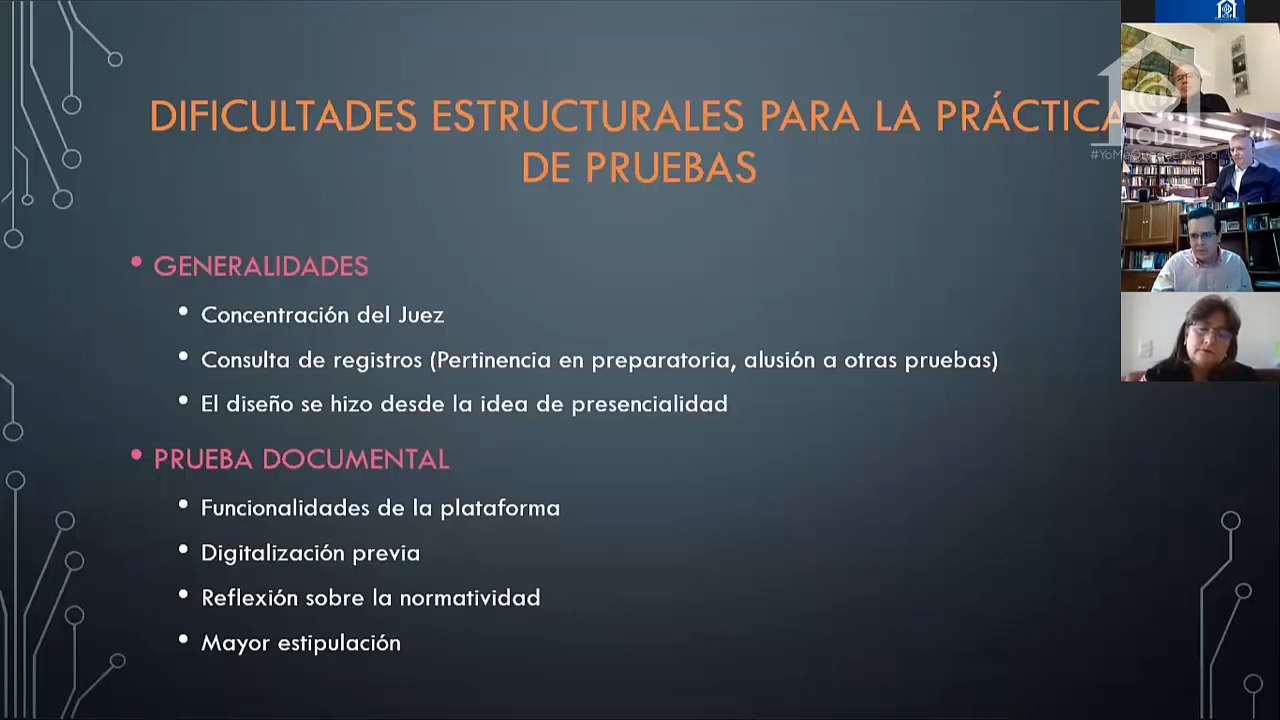 DIFICULTADES ESTRUCTURALES PARA LA PRÁCTICA
DE PRUEBAS
• GENERALIDADES
• Concentración del Juez
• Consulta de registros (Pertinencia en preparatoria, alusión a otras pruebas)
• El diseño se hizo desde la idea de presencialidad
• PRUEBA DOCUMENTAL
• Funcionalidades de la plataforma
• Digitalización previa
• Reflexión sobre la normatividad
• Mayor estipulación
ICDP
#YoMeQuedoEnCasa